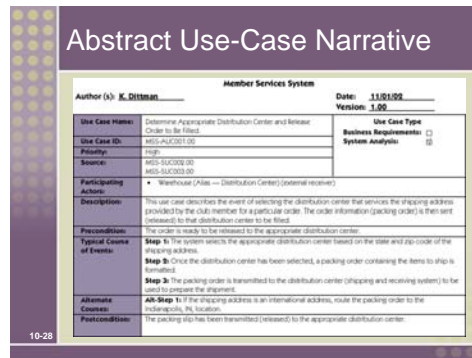 Abstract Use-Case Narrative
Member Services System
Author (s): K. Dittman
Date: 11/01/02
Version: 1.00
Use Case Name:
Determine Appropriate Distribution Center and Release
Order to Be Filled.
Use Case Type
Business Requirements: ☐
Use Case ID:
MSS-AUC001.00
System Analysis: ☑
Priority:
High
Source:
MSS-SUC002.00
MSS-SUC003.00
Participating
Actors:
• Warehouse (Alias — Distribution Center) (external receiver)
Description:
This use case describes the event of selecting the distribution center that services the shipping address
provided by the club member for a particular order. The order information (packing order) is then sent
(released) to that distribution center to be filled.
Precondition:
The order is ready to be released to the appropriate distribution center.
Typical Course
of Events:
Step 1: The system selects the appropriate distribution center based on the state and zip code of the
shipping address.
Step 2: Once the distribution center has been selected, a packing order containing the items to ship is
formatted.
Step 3: The packing order is transmitted to the distribution center (shipping and receiving system) to be
used to prepare the shipment.
Alternate
Courses:
Alt-Step 1: If the shipping address is an international address, route the packing order to the
Indianapolis, IN, location.
Postcondition:
The packing slip has been transmitted (released) to the appropriate distribution center.
10-28